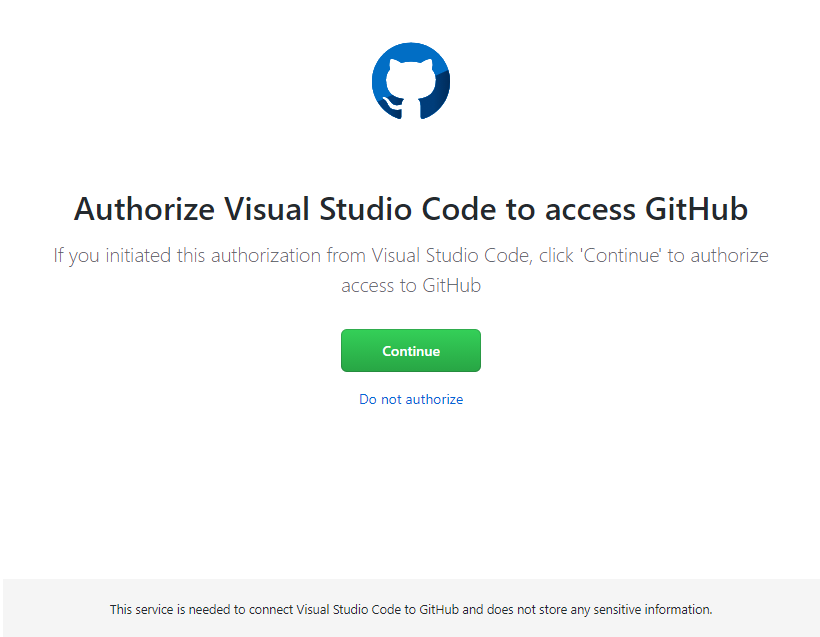 Authorize Visual Studio Code to access GitHub
If you initiated this authorization from Visual Studio Code, click 'Continue' to authorize
access to GitHub
Continue
Do not authorize
This service is needed to connect Visual Studio Code to GitHub and does not store any sensitive information.